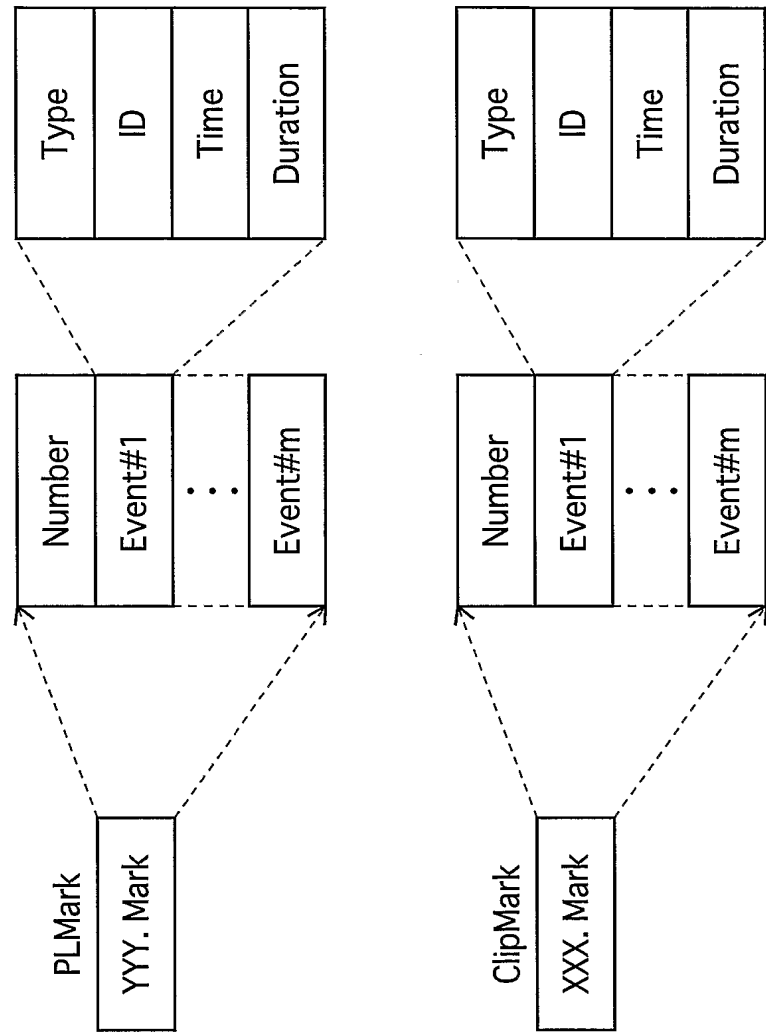 PLMark
YYY. Mark
Number
Event#1
• • •
Event#m
Type
ID
Time
Duration
ClipMark
XXX. Mark
Number
Event#1
• • •
Event#m
Type
ID
Time
Duration